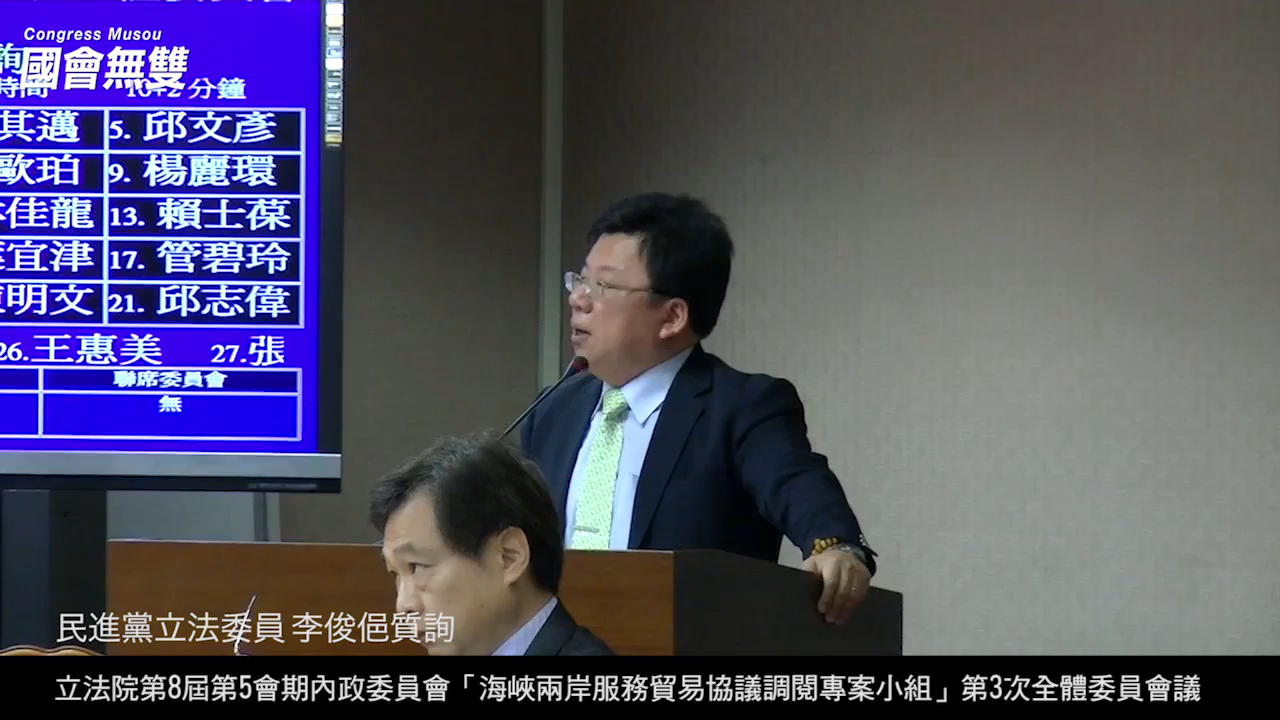 Congress Musou
國會無雙
詢
時間 10+2 分鐘
其邁 5. 邱文彥
歐珀 9. 楊麗環
佳龍 13. 賴士葆
宜津 17. 管碧玲
明文 21. 邱志偉
26.王惠美 27.張
聯席委員會
無
民進黨立法委員 李俊俋質詢
立法院第8屆第5會期內政委員會「海峽兩岸服務貿易協議調閱專案小組」第3次全體委員會議